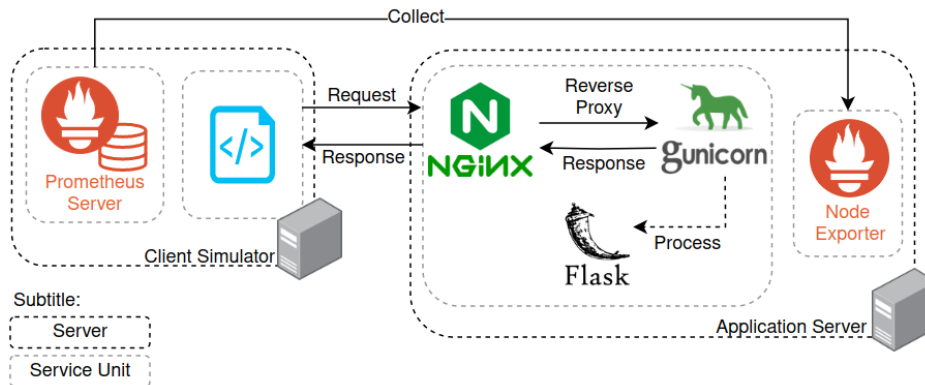 Collect
Prometheus
Server
Request
Response
N
NGiNX
Reverse
Proxy
Response
gunicorn
Process
Flask
Node
Exporter
Client Simulator
Application Server
Subtitle:
Server
Service Unit